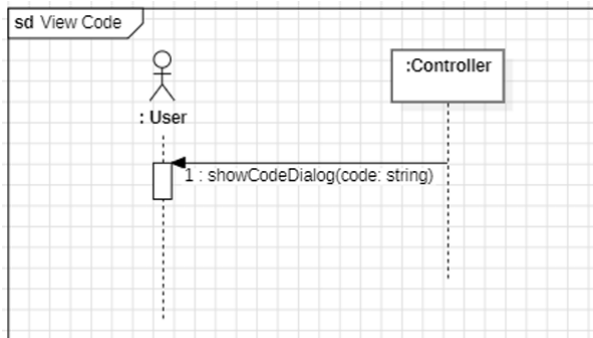 sd View Code
:Controller
: User
1 : showCodeDialog(code: string)